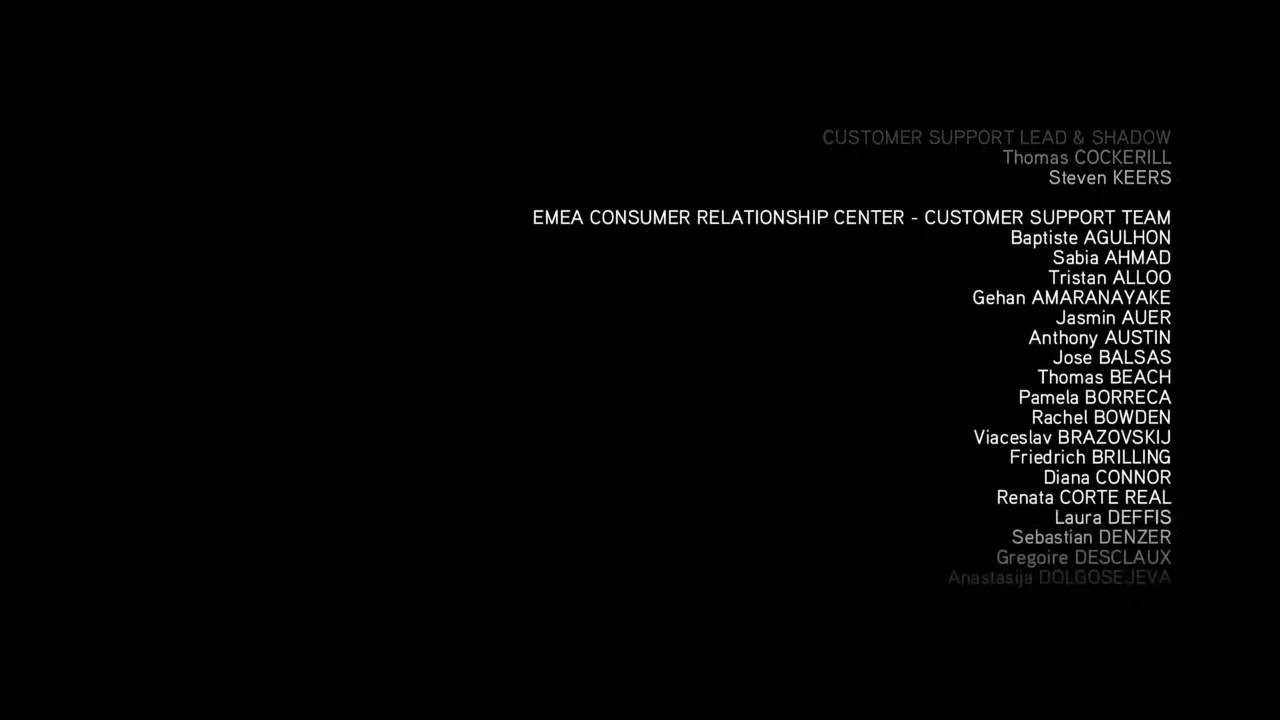 CUSTOMER SUPPORT LEAD & SHADOW
Thomas COCKERILL
Steven KEERS
EMEA CONSUMER RELATIONSHIP CENTER - CUSTOMER SUPPORT TEAM
Baptiste AGULHON
Sabia AHMAD
Tristan ALLOO
Gehan AMARANAYAKE
Jasmin AUER
Anthony AUSTIN
Jose BALSAS
Thomas BEACH
Pamela BORRECA
Rachel BOWDEN
Viaceslav BRAZOVSKIJ
Friedrich BRILLING
Diana CONNOR
Renata CORTE REAL
Laura DEFFIS
Sebastian DENZER
Gregoire DESCLAUX
Anastasija DOLGOSEJEVA